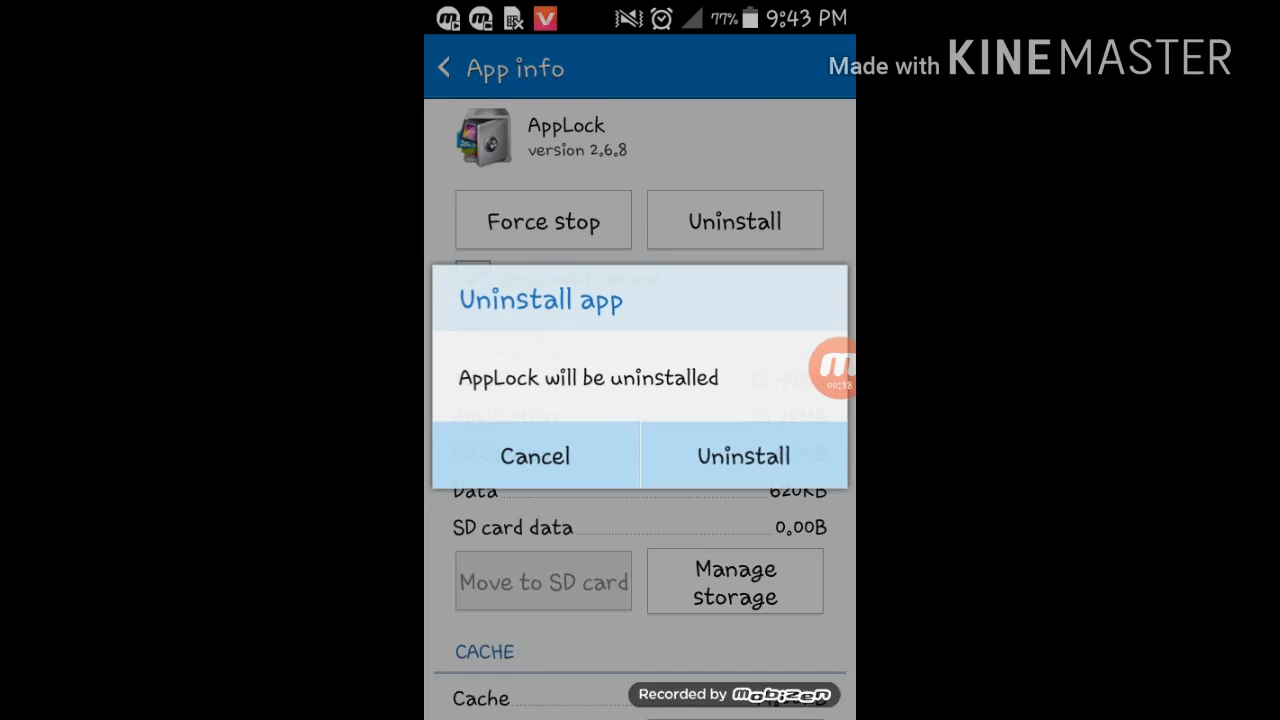 77% 9:43 PM
App info
Made with KINEMASTER
AppLock
version 2.6.8
Force stop
Uninstall
Uninstall app
AppLock will be uninstalled
00:38
Cancel
Uninstall
Data 620KB
SD card data 0.00B
Move to SD card
Manage
storage
CACHE
Cache
Recorded by mobizen